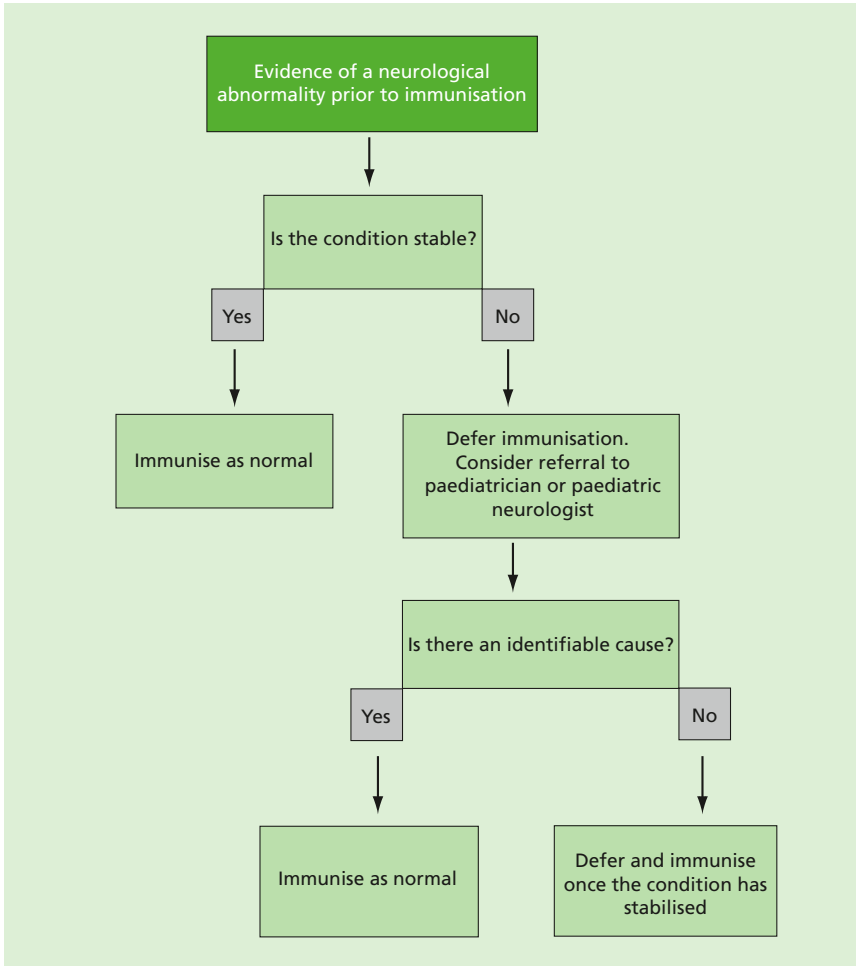 Evidence of a neurological
abnormality prior to immunisation
Is the condition stable?
Yes
No
Immunise as normal
Defer immunisation.
Consider referral to
paediatrician or paediatric
neurologist
Is there an identifiable cause?
Yes
No
Immunise as normal
Defer and immunise
once the condition has
stabilised